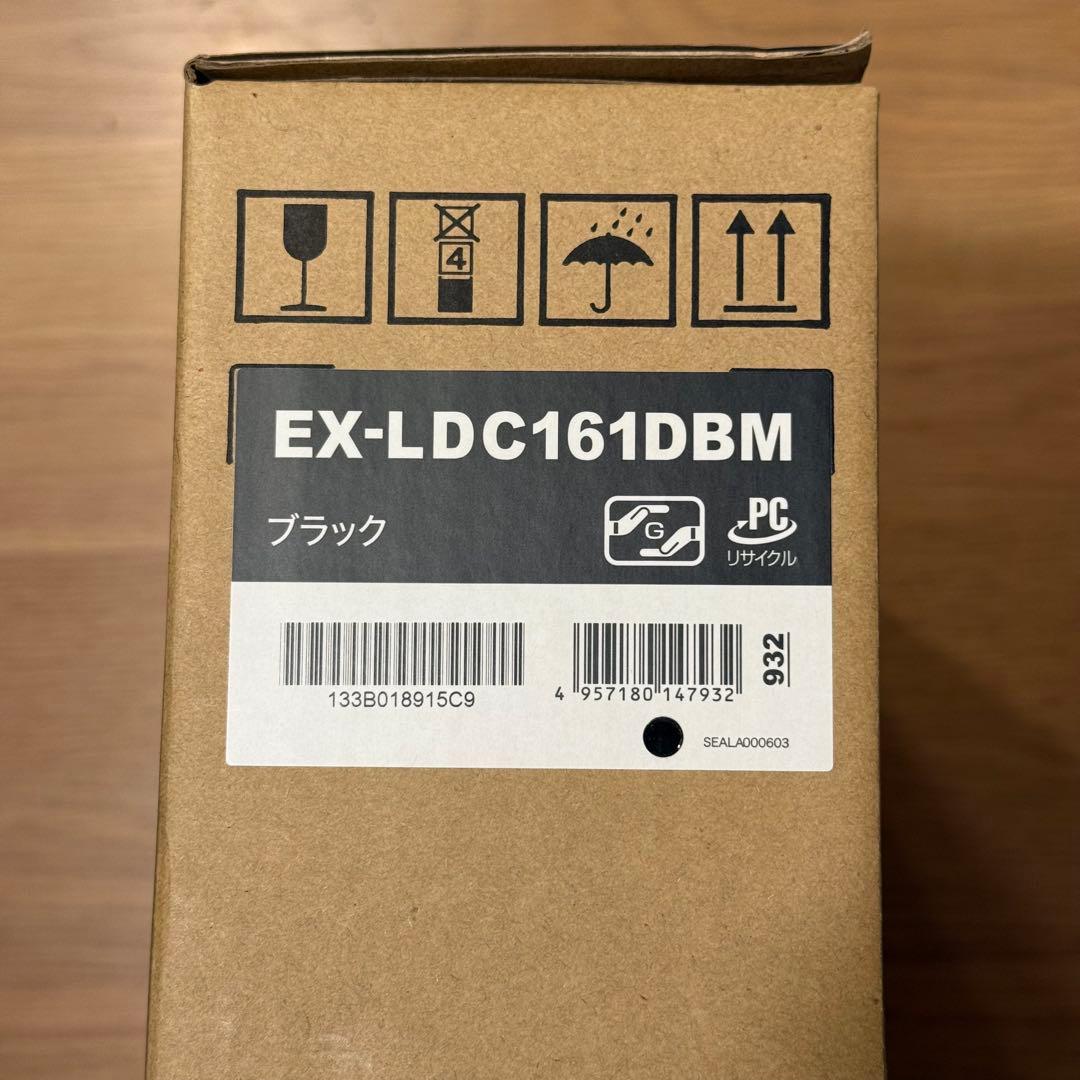 4
EX-LDC161DBM
ブラック
G
PC
リサイクル
133B018915C9
4 957180 147932
932
SEALA000603